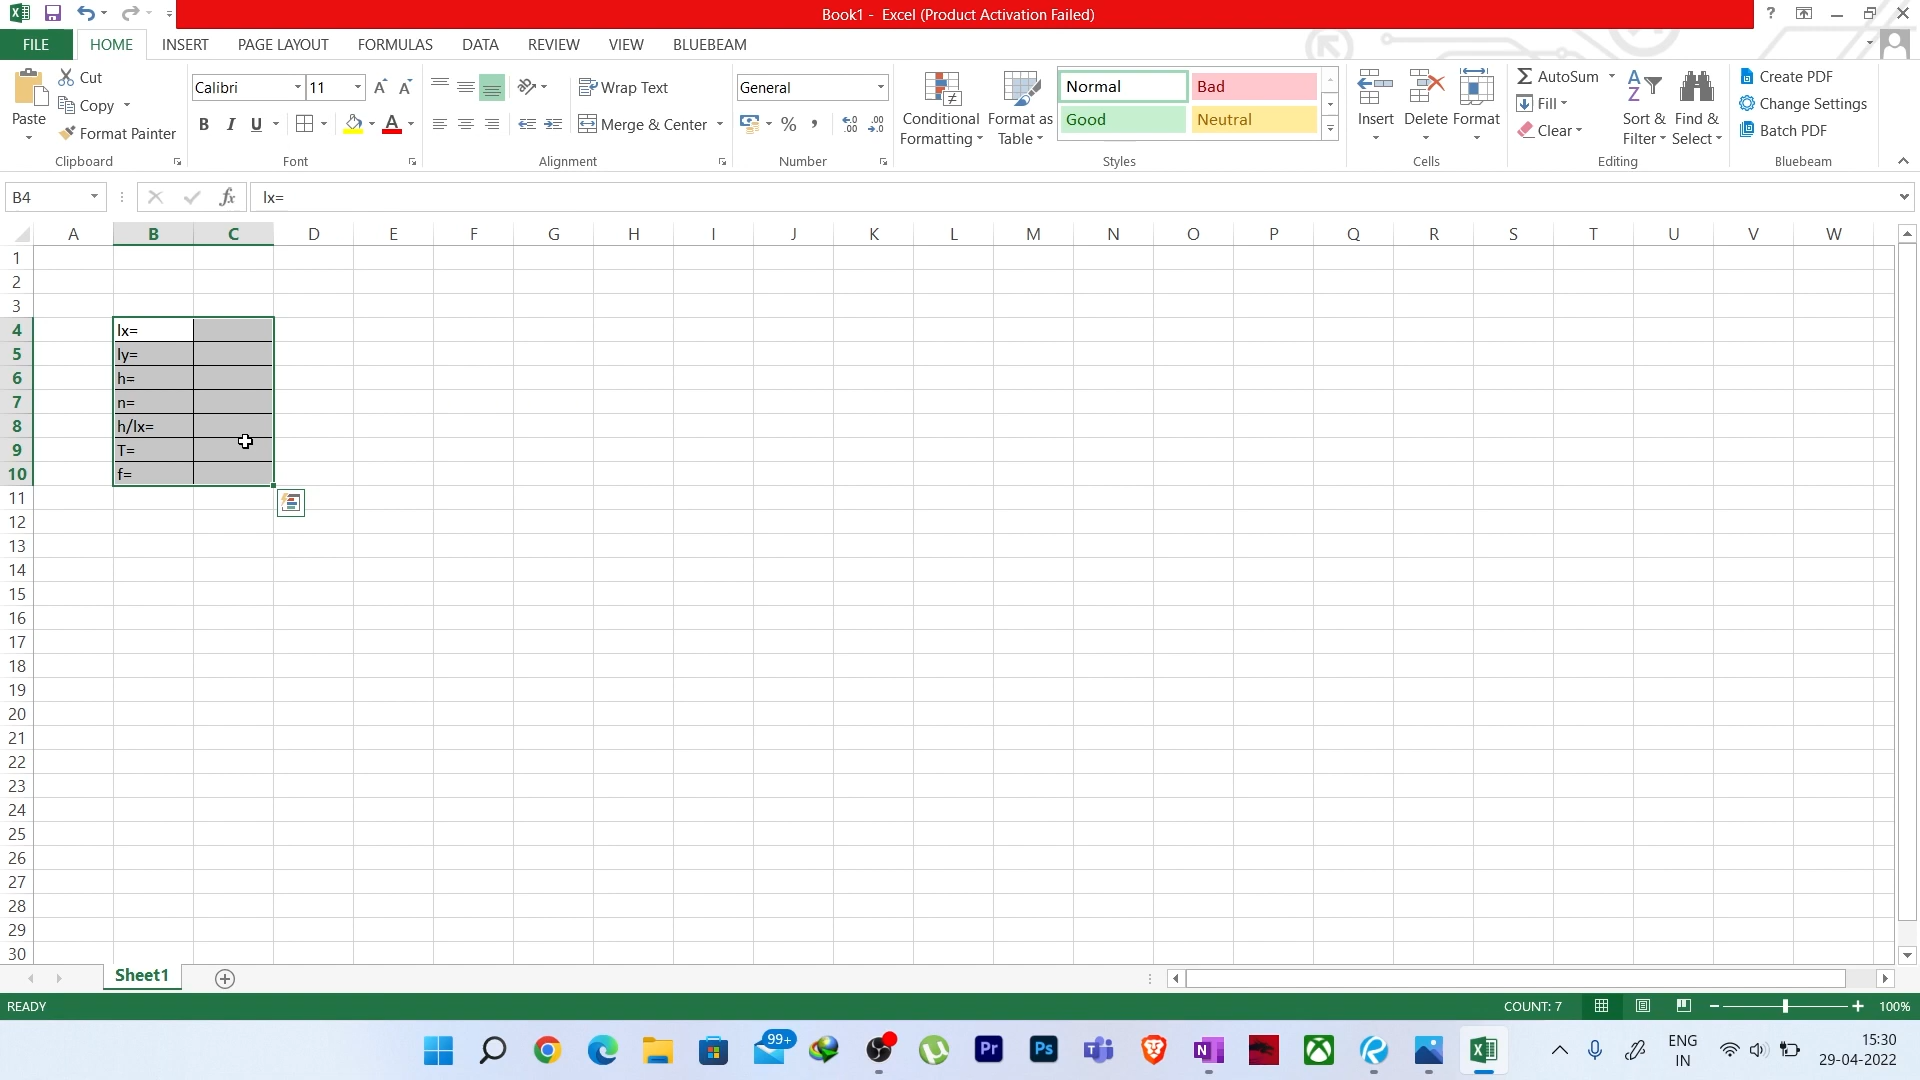 Book1 - Excel (Product Activation Failed)
?
FILE HOME INSERT PAGE LAYOUT FORMULAS DATA REVIEW VIEW BLUEBEAM
Paste
Cut
Copy
Format Painter
Clipboard
Calibri 11
B I U
Font
Wrap Text
Merge & Center
Alignment
General
%
Number
Conditional Formatting
Format as Table
Normal Bad
Good Neutral
Styles
Insert Delete Format
Cells
AutoSum
Fill
Clear
Sort & Filter
Find & Select
Editing
Create PDF
Change Settings
Batch PDF
Bluebeam
B4 fx lx=
A B C D E F G H I J K L M N O P Q R S T U V W
1
2
3
4 lx=
5 ly=
6 h=
7 n=
8 h/lx=
9 T=
10 f=
11
12
13
14
15
16
17
18
19
20
21
22
23
24
25
26
27
28
29
30
Sheet1
READY COUNT: 7 100%
99+
Pr
Ps
ENG
IN
15:30
29-04-2022